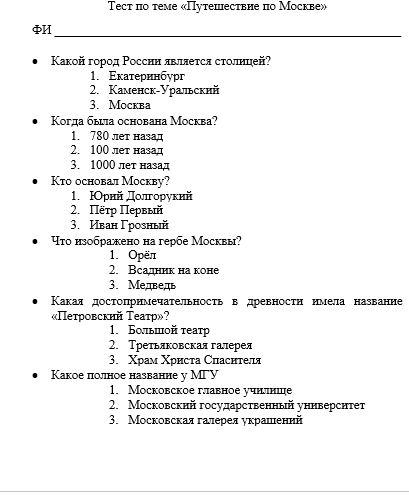 Тест по теме «Путешествие по Москве»
ФИ
• Какой город России является столицей?
1. Екатеринбург
2. Каменск-Уральский
3. Москва
• Когда была основана Москва?
1. 780 лет назад
2. 100 лет назад
3. 1000 лет назад
• Кто основал Москву?
1. Юрий Долгорукий
2. Пётр Первый
3. Иван Грозный
• Что изображено на гербе Москвы?
1. Орёл
2. Всадник на коне
3. Медведь
• Какая достопримечательность в древности имела название
«Петровский Театр»?
1. Большой театр
2. Третьяковская галерея
3. Храм Христа Спасителя
• Какое полное название у МГУ
1. Московское главное училище
2. Московский государственный университет
3. Московская галерея украшений